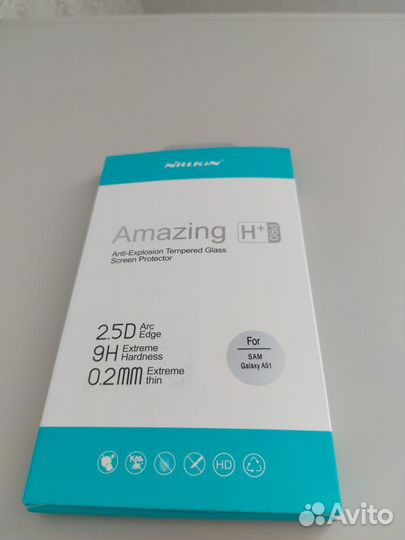 NILLKIN
Amazing H+ PRO
Anti-Explosion Tempered Glass
Screen Protector
2.5D Arc Edge
9H Extreme Hardness
0.2mm Extreme thin
For
SAM
Galaxy A51
HD
Avito